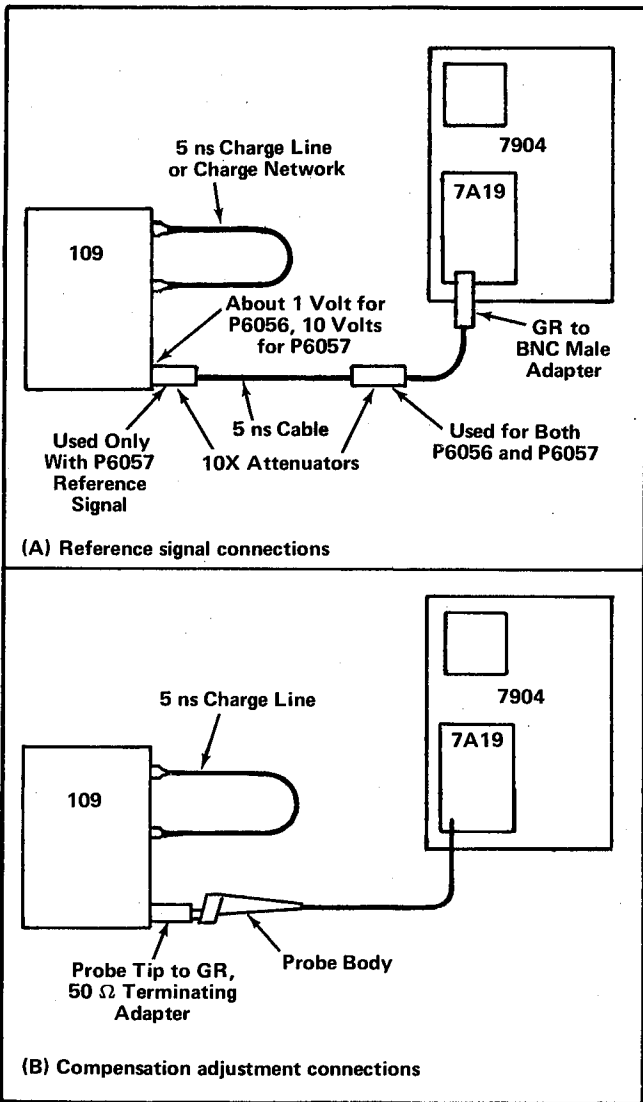 7904
5 ns Charge Line
or Charge Network
7A19
109
About 1 Volt for
P6056, 10 Volts
for P6057
GR to
BNC Male
Adapter
5 ns Cable
Used Only
With P6057
Reference
Signal
10X Attenuators
Used for Both
P6056 and P6057
(A) Reference signal connections
5 ns Charge Line
7904
7A19
109
Probe Tip to GR,
50 Ω Terminating
Adapter
Probe Body
(B) Compensation adjustment connections